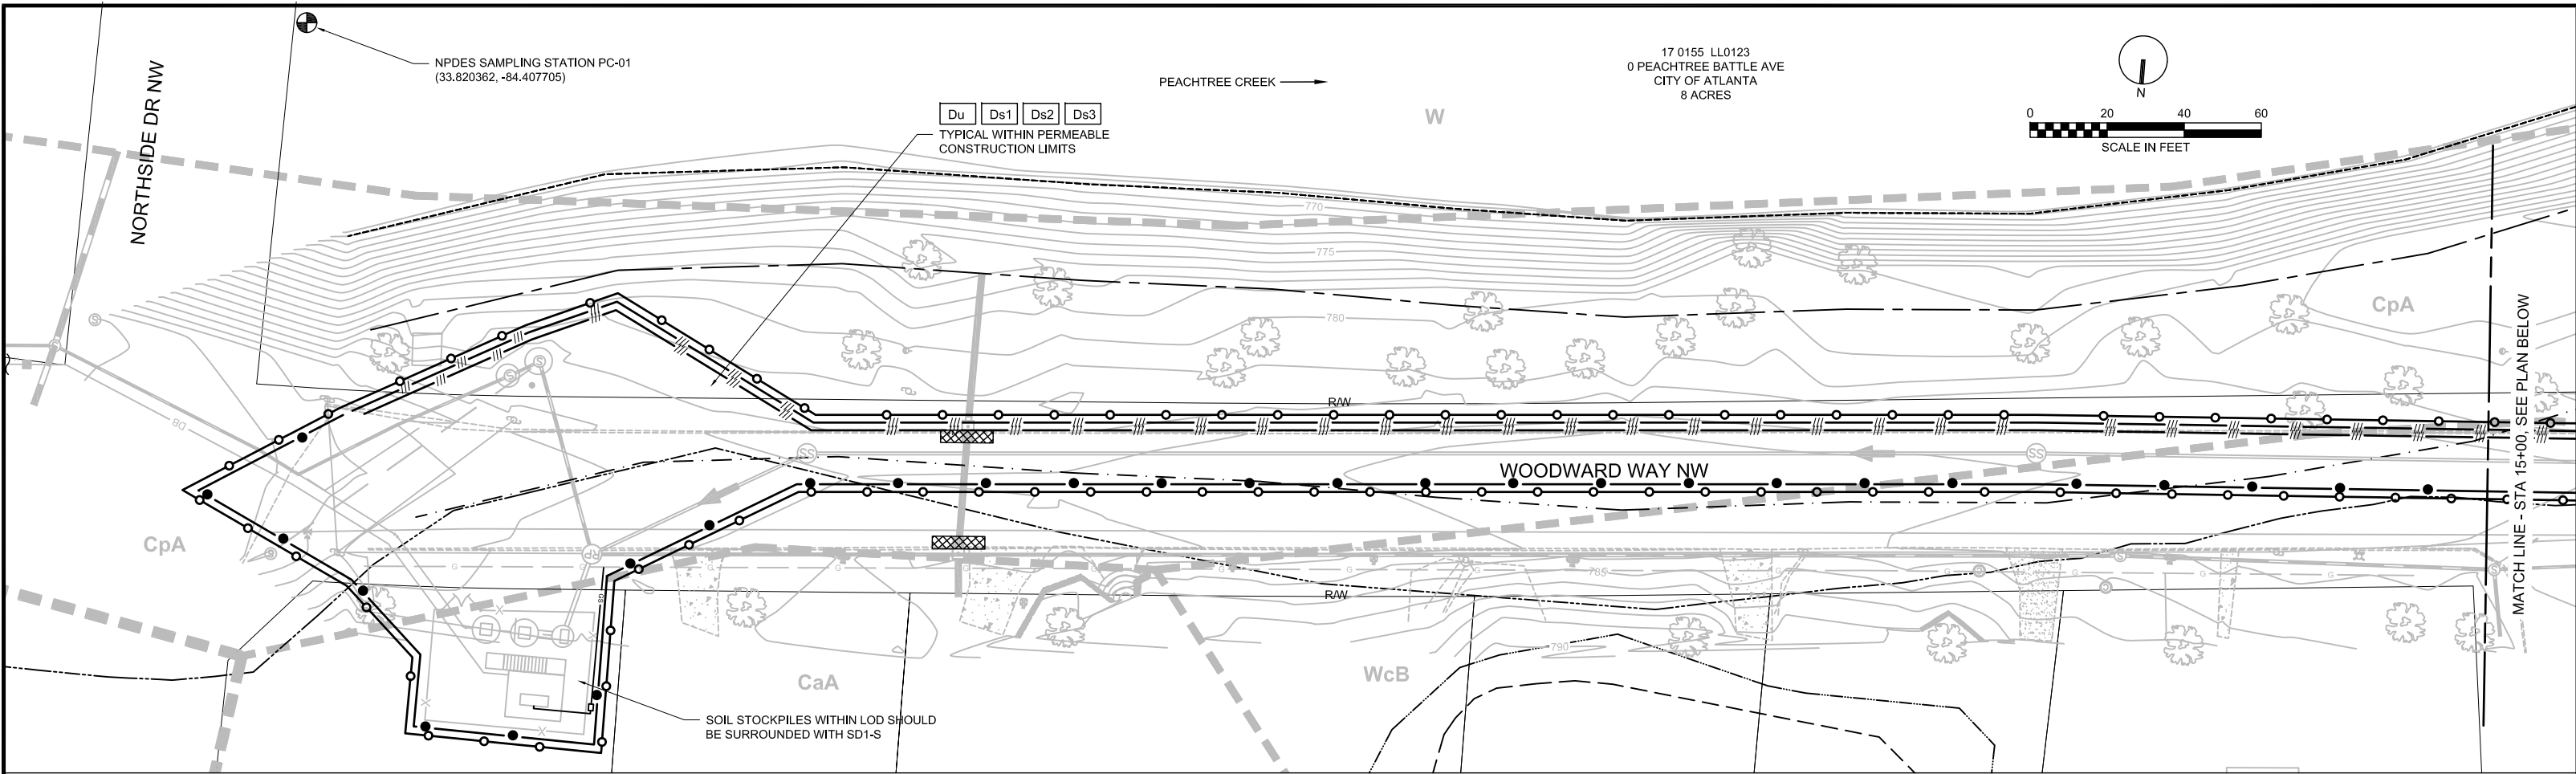 NORTHSIDE DR NW
NPDES SAMPLING STATION PC-01
(33.820362, -84.407705)
PEACHTREE CREEK
17 0155 LL0123
0 PEACHTREE BATTLE AVE
CITY OF ATLANTA
8 ACRES
N
0 20 40 60
SCALE IN FEET
Du Ds1 Ds2 Ds3
TYPICAL WITHIN PERMEABLE
CONSTRUCTION LIMITS
W
770
775
780
CpA
R/W
S
S
S
SS
SS
WOODWARD WAY NW
MATCH LINE - STA 15+00, SEE PLAN BELOW
CpA
RP
G G G G G G G
785
R/W
790
CaA
WcB
SOIL STOCKPILES WITHIN LOD SHOULD
BE SURROUNDED WITH SD1-S